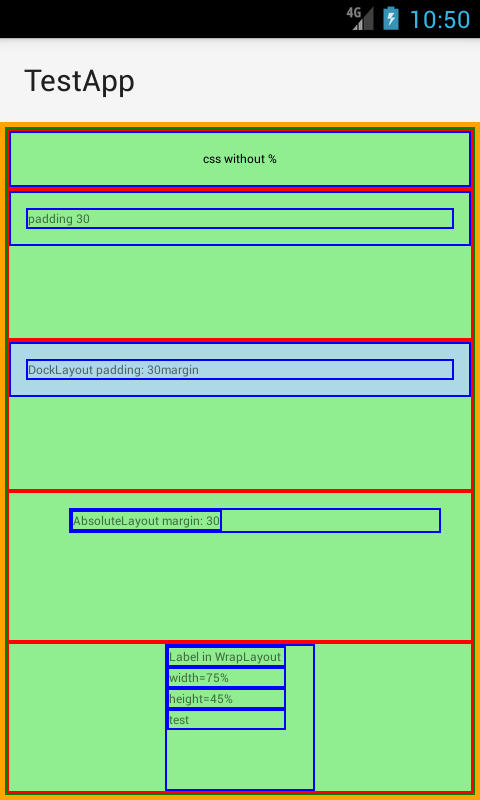 4G
10:50
TestApp
css without %
padding 30
DockLayout padding: 30margin
AbsoluteLayout margin: 30
Label in WrapLayout
width=75%
height=45%
test